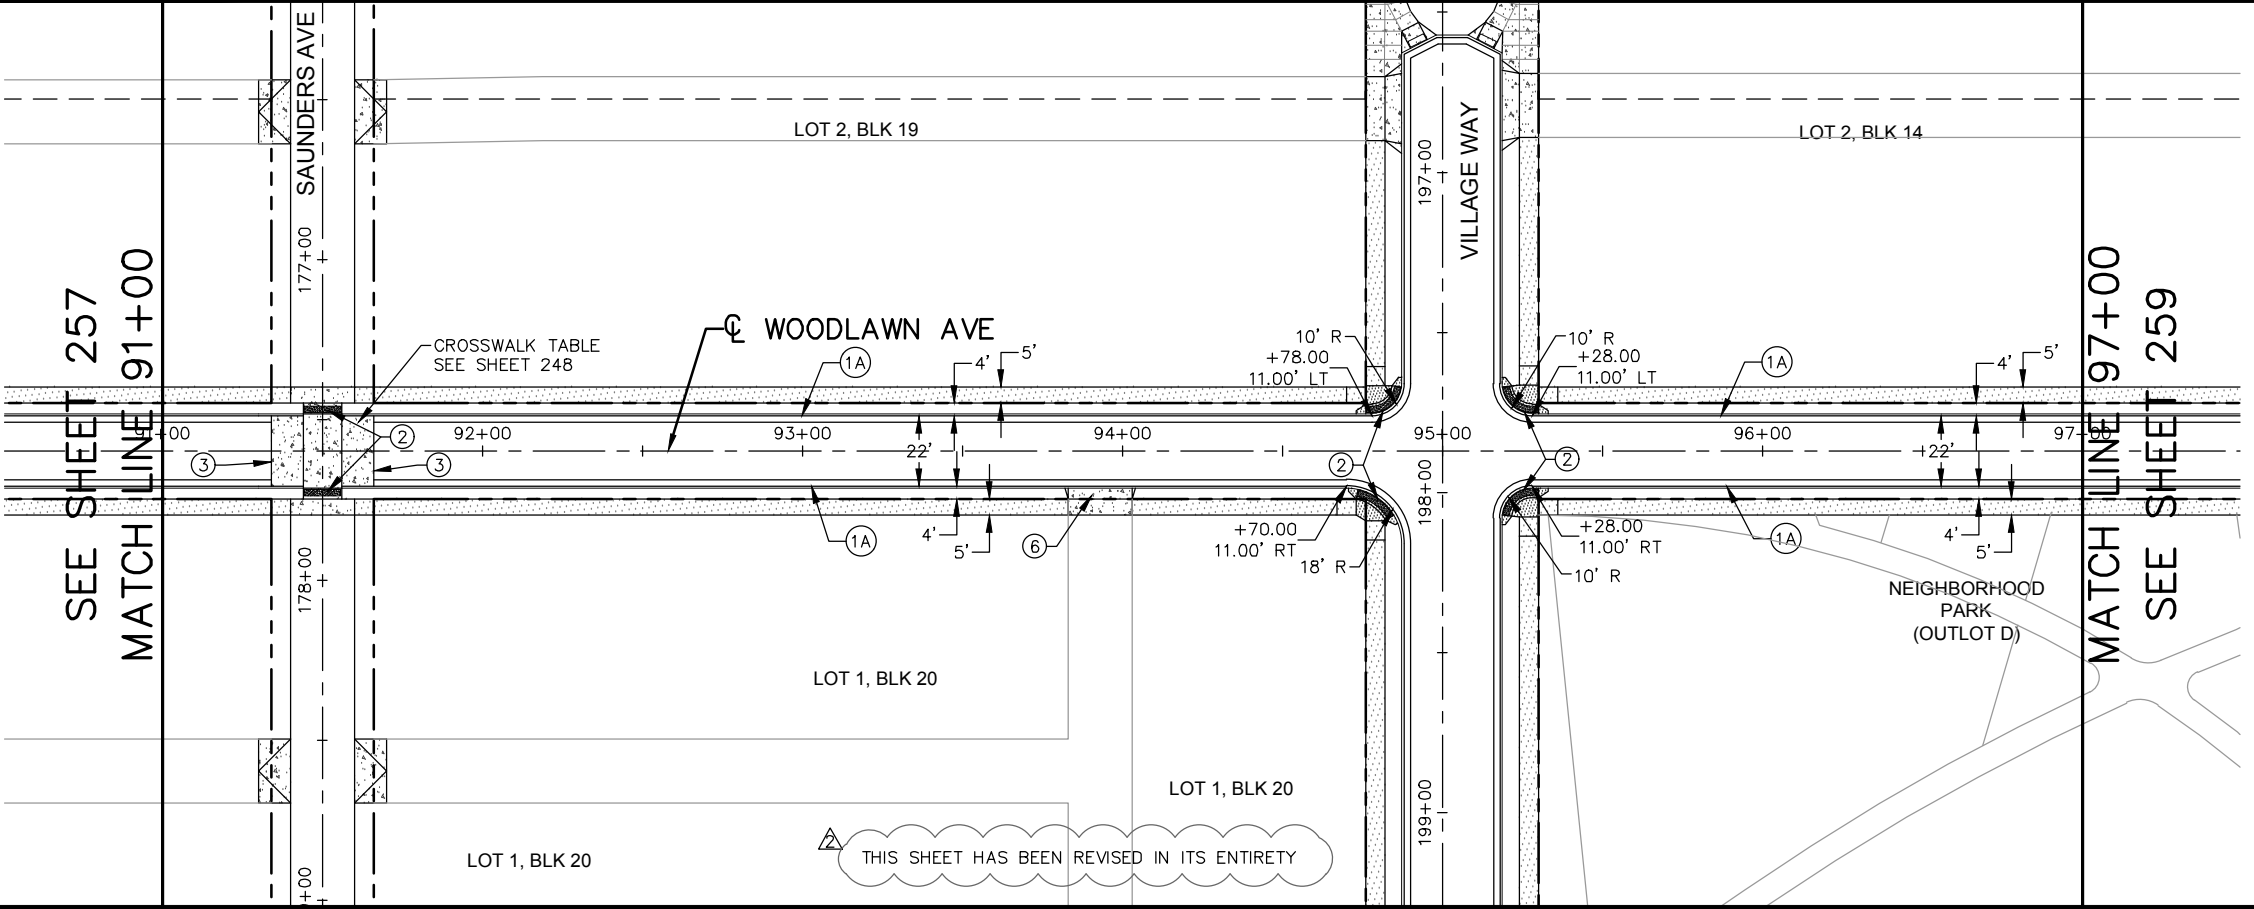 SEE SHEET 257
MATCH LINE 91+00
SAUNDERS AVE
177+00
178+00
LOT 2, BLK 19
VILLAGE WAY
197+00
198+00
199+00
LOT 2, BLK 14
MATCH LINE 97+00
SEE SHEET 259
CROSSWALK TABLE
SEE SHEET 248
℄ WOODLAWN AVE
1A
4'
5'
10' R
+78.00
11.00' LT
10' R
+28.00
11.00' LT
1A
4'
5'
92+00
93+00
94+00
95+00
96+00
97+00
2
3
3
22'
2
2
22'
1A
4'
5'
6
+70.00
11.00' RT
18' R
+28.00
11.00' RT
10' R
1A
4'
5'
NEIGHBORHOOD
PARK
(OUTLOT D)
LOT 1, BLK 20
LOT 1, BLK 20
LOT 1, BLK 20
2
THIS SHEET HAS BEEN REVISED IN ITS ENTIRETY
+00